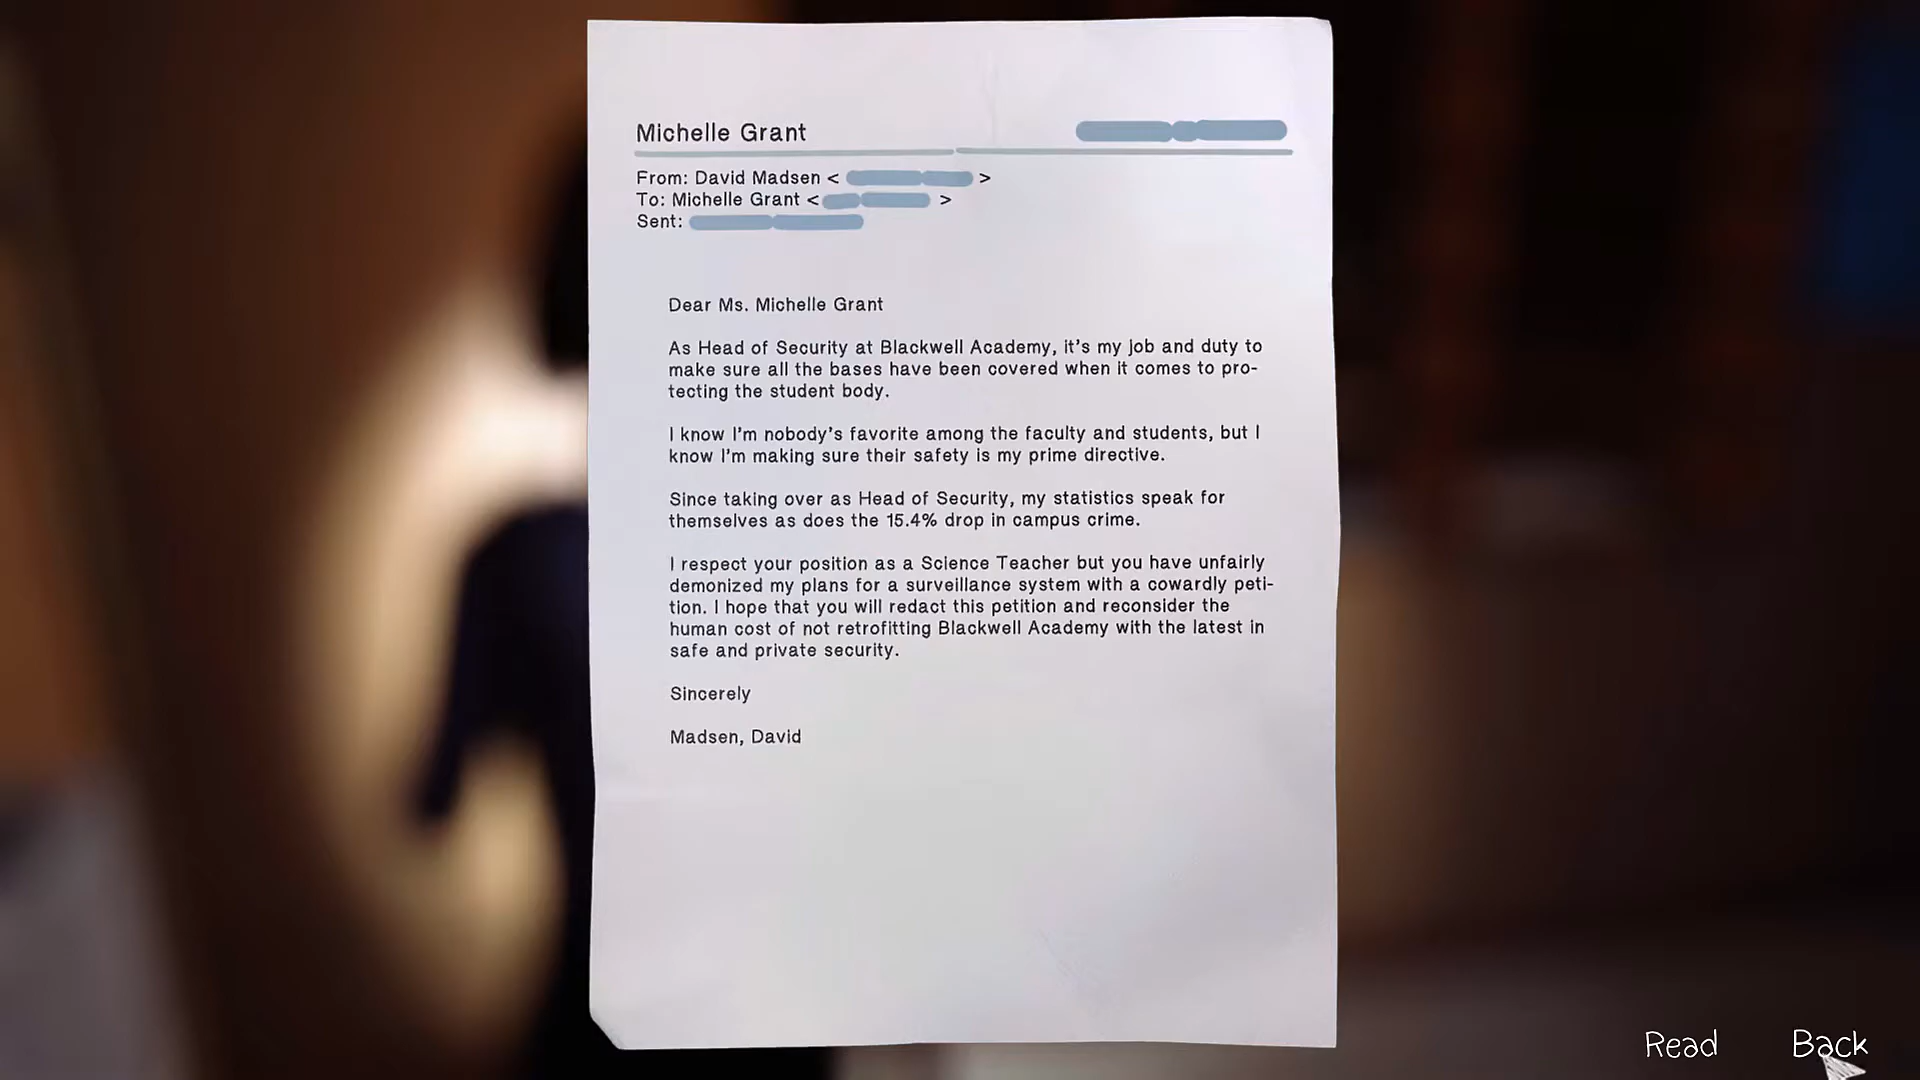 Michelle Grant
From: David Madsen < >
To: Michelle Grant < >
Sent:
Dear Ms. Michelle Grant
As Head of Security at Blackwell Academy, it's my job and duty to
make sure all the bases have been covered when it comes to pro-
tecting the student body.
I know I'm nobody's favorite among the faculty and students, but I
know I'm making sure their safety is my prime directive.
Since taking over as Head of Security, my statistics speak for
themselves as does the 15.4% drop in campus crime.
I respect your position as a Science Teacher but you have unfairly
demonized my plans for a surveillance system with a cowardly peti-
tion. I hope that you will redact this petition and reconsider the
human cost of not retrofitting Blackwell Academy with the latest in
safe and private security.
Sincerely
Madsen, David
Read Back